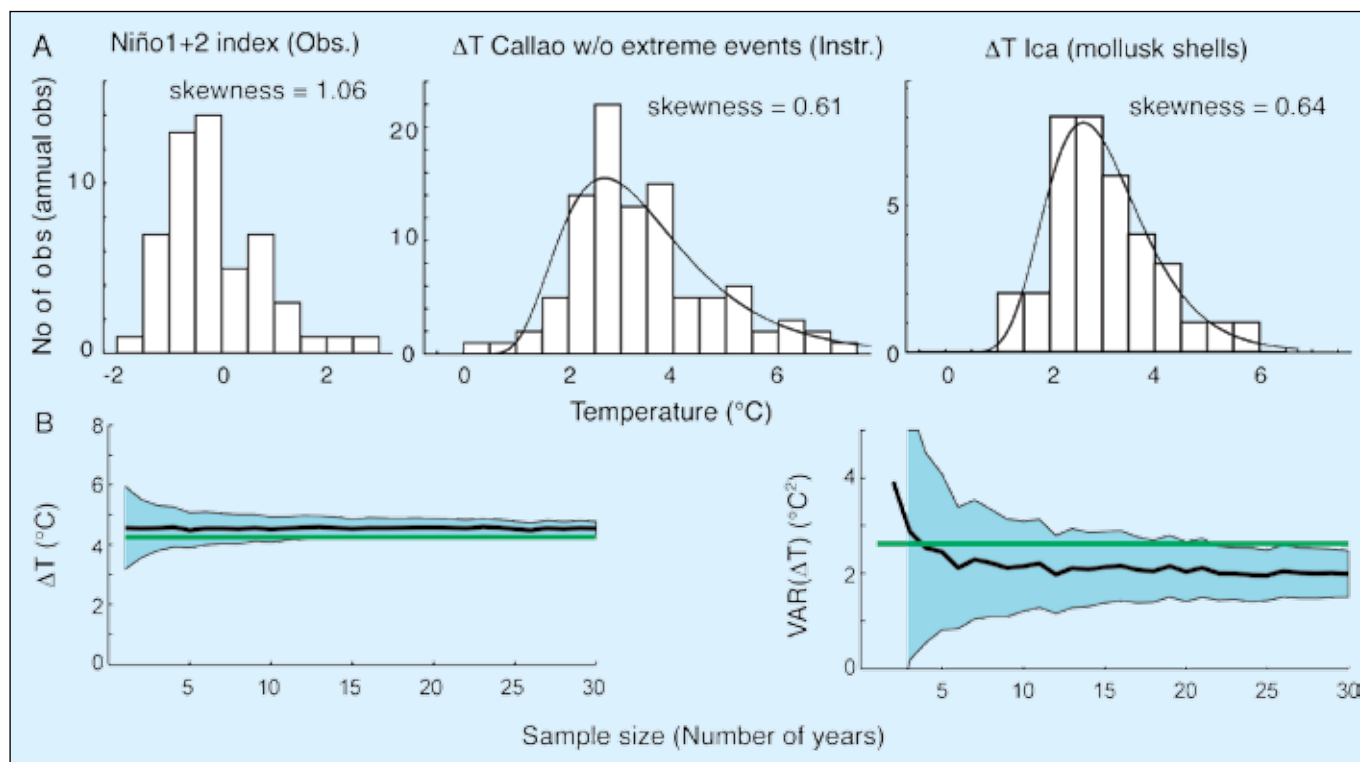 A
Niño1+2 index (Obs.)
ΔT Callao w/o extreme events (Instr.)
ΔT Ica (mollusk shells)
skewness = 1.06
skewness = 0.61
skewness = 0.64
No of obs (annual obs)
10
0
-2 0 2
20
10
0
0 2 4 6
5
0
0 2 4 6
Temperature (°C)
B
ΔT (°C)
8
6
4
2
0
5 10 15 20 25 30
VAR(ΔT) (°C²)
4
2
0
5 10 15 20 25 30
Sample size (Number of years)